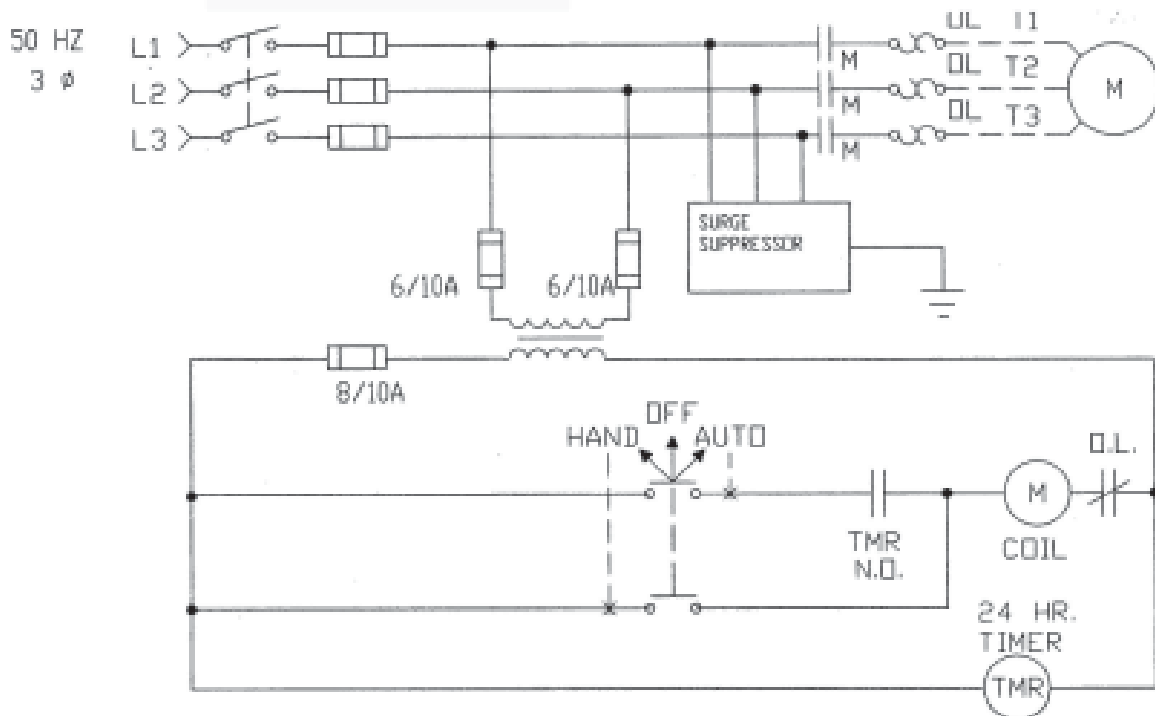 50 HZ
3 ø
L1
L2
L3
M
M
M
OL T1
OL T2
OL T3
M
SURGE
SUPPRESSOR
6/10A
6/10A
8/10A
HAND
OFF
AUTO
TMR
N.O.
M
COIL
O.L.
24 HR.
TIMER
TMR